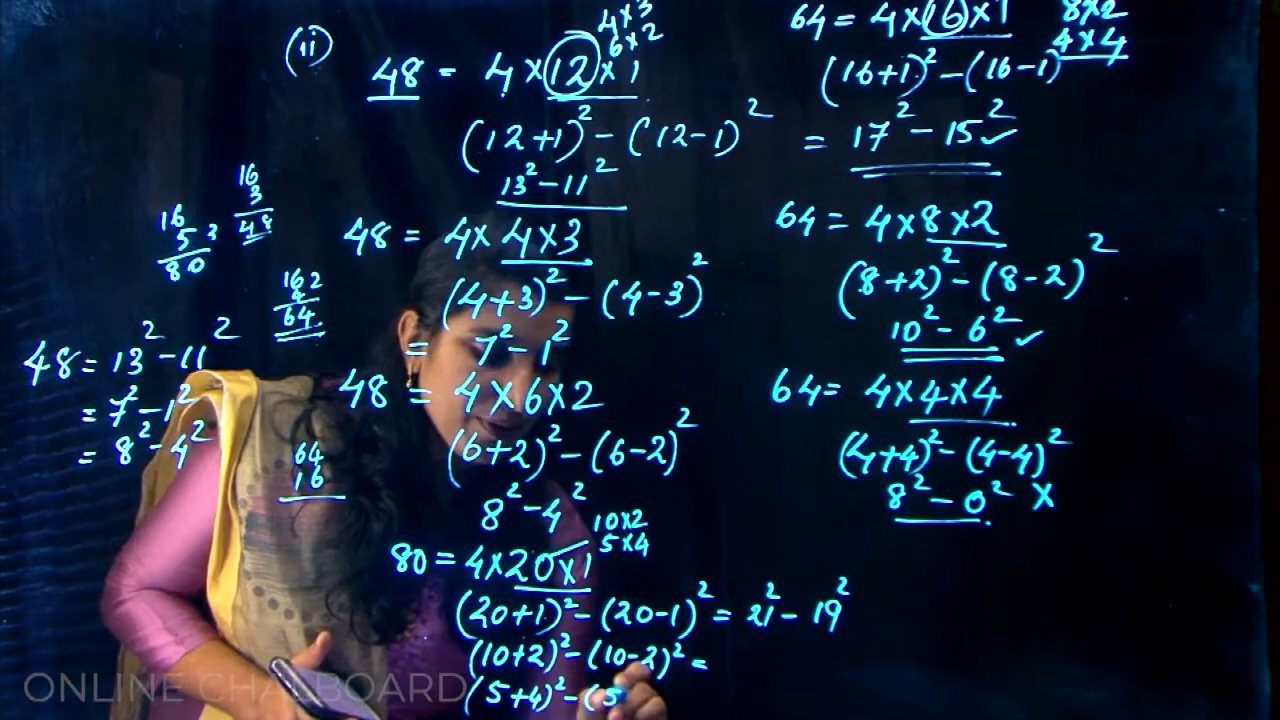 (ii)
48 = 4 × 12 × 1
4×3
6×2
(12+1)² - (12-1)²
13² - 11²
48 = 4 × 4×3
(4+3)² - (4-3)²
= 7² - 1²
48 = 4×6×2
(6+2)² - (6-2)²
8² - 4²
80 = 4×20×1
10×2
5×4
(20+1)² - (20-1)² = 21² - 19²
(10+2)² - (10-2)² =
(5+4)² - (5
16
3
48
16
5
80
16
4
64
48 = 13² - 11²
= 7² - 1²
= 8² - 4²
64
16
64 = 4×16×1
8×2
4×4
(16+1)² - (16-1)
= 17² - 15² ✓
64 = 4×8×2
(8+2)² - (8-2)²
10² - 6² ✓
64 = 4×4×4
(4+4)² - (4-4)²
8² - 0² X
ONLINE CHALKBOARD